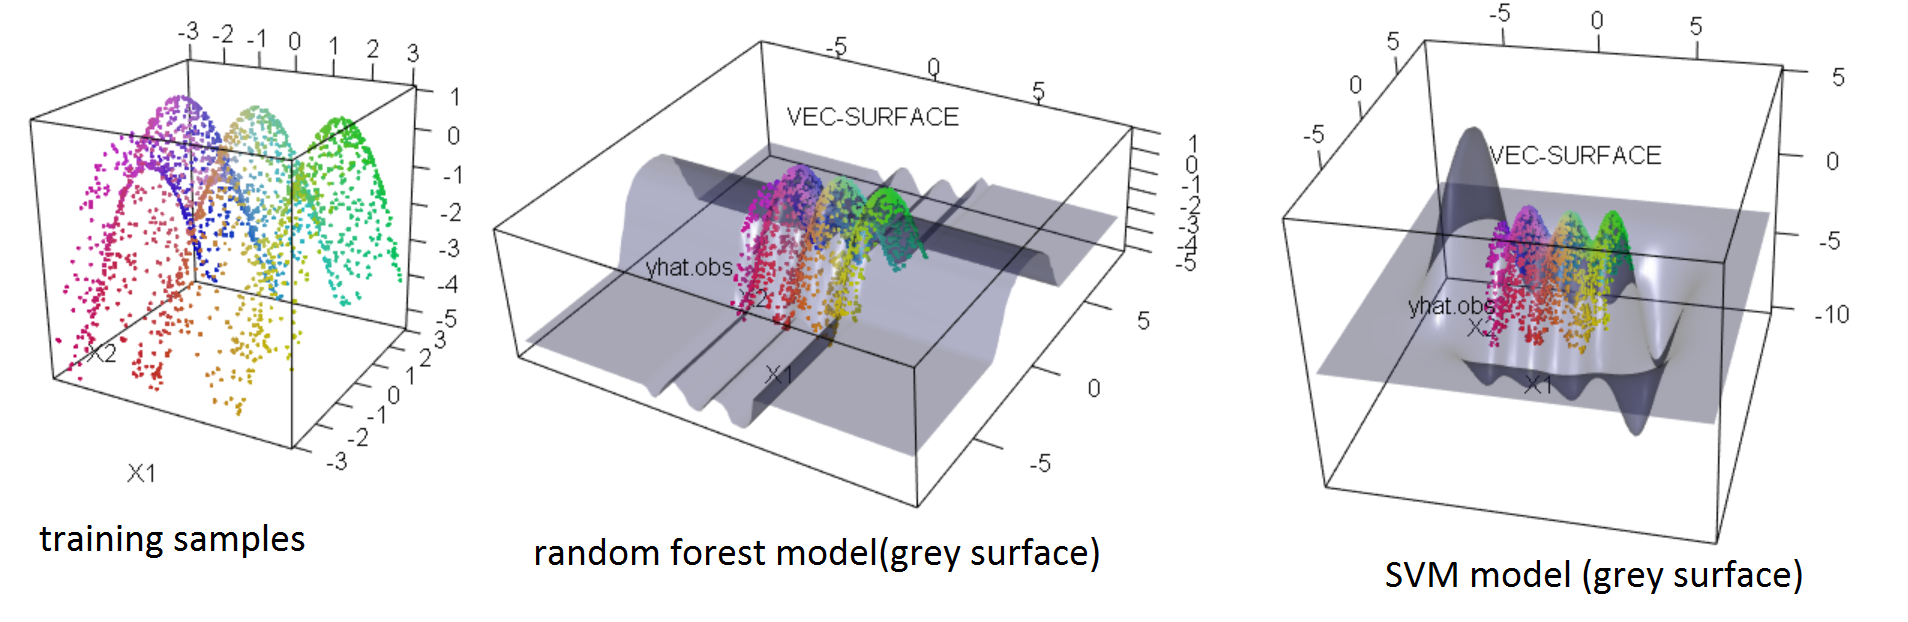 -3 -2 -1 0 1 2 3
1
0
-1
-2
-3
-4
-5
3
2
1
0
-1
-2
-3
X2
X1
training samples
-5
0
5
VEC-SURFACE
1
0
-1
-2
-3
-4
-5
yhat.obs
X2
X1
5
0
-5
random forest model(grey surface)
-5
0
5
5
0
-5
VEC-SURFACE
5
0
-5
-10
yhat.obs
X2
X1
SVM model (grey surface)